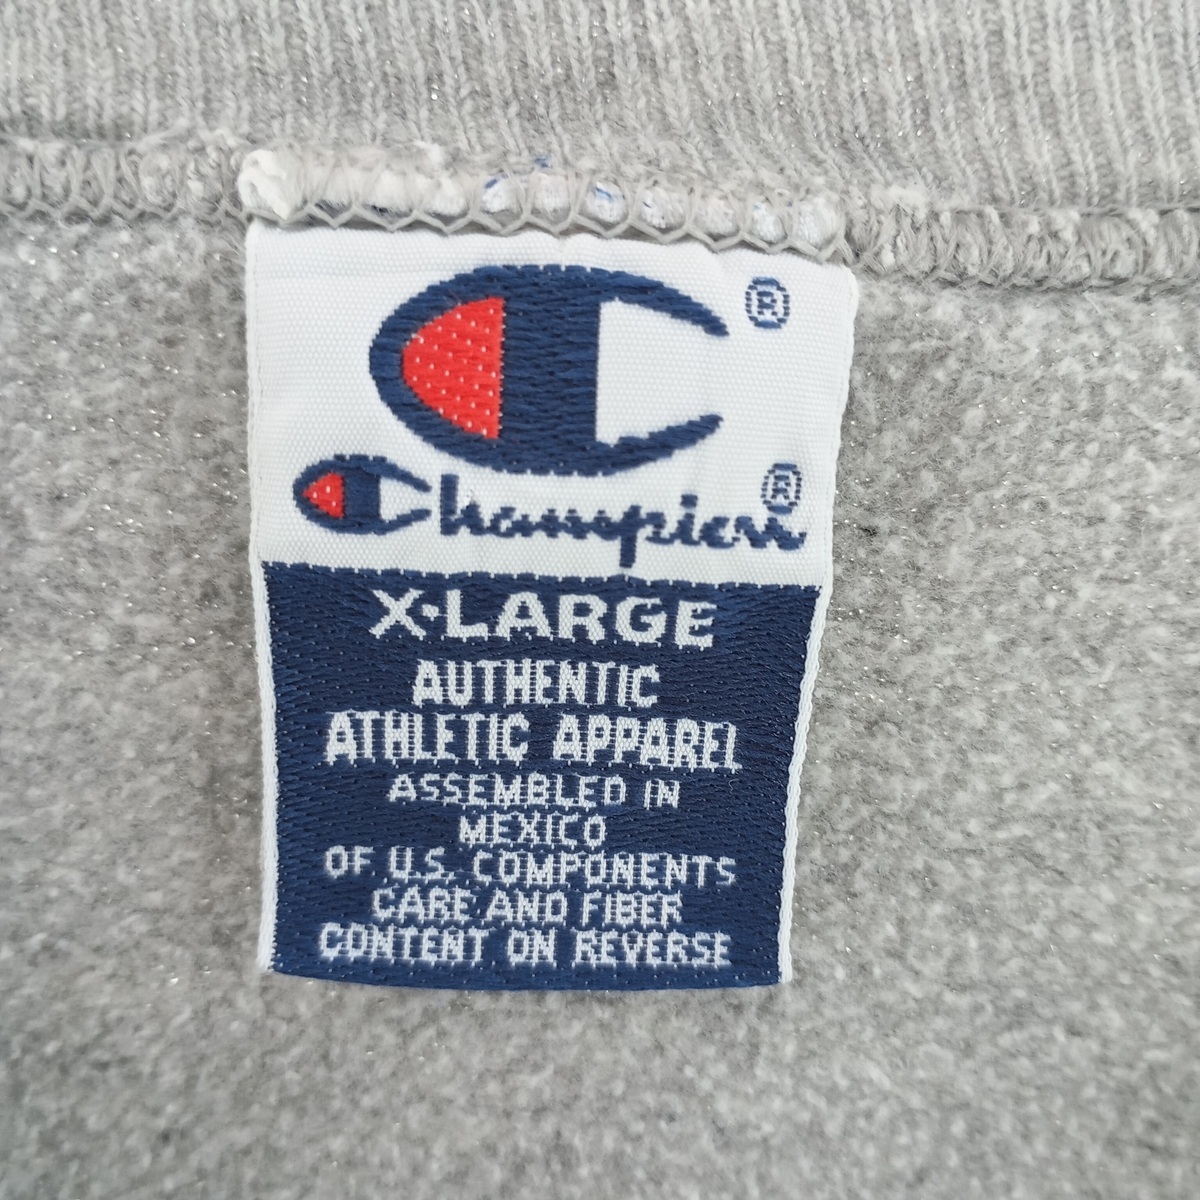 ®
Champion®
X-LARGE
AUTHENTIC
ATHLETIC APPAREL
ASSEMBLED IN
MEXICO
OF U.S. COMPONENTS
CARE AND FIBER
CONTENT ON REVERSE